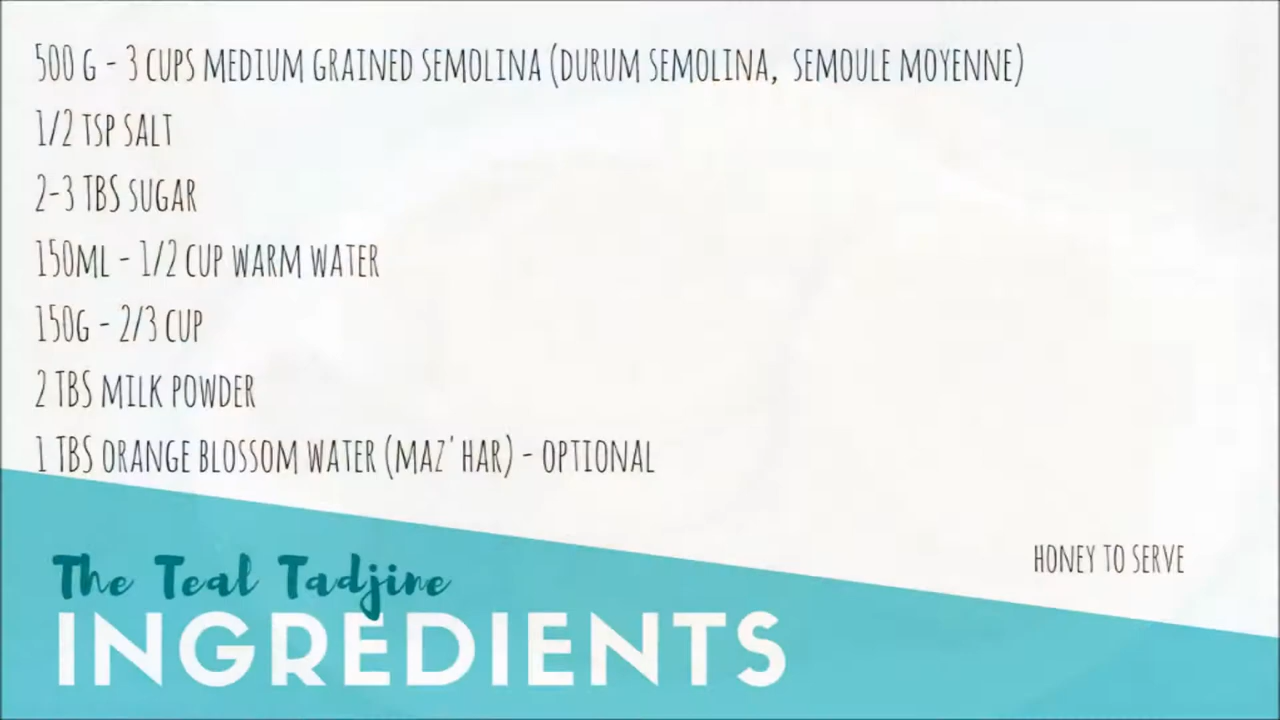 500 G - 3 CUPS MEDIUM GRAINED SEMOLINA (DURUM SEMOLINA, SEMOULE MOYENNE)
1/2 TSP SALT
2-3 TBS SUGAR
150ML - 1/2 CUP WARM WATER
150G - 2/3 CUP
2 TBS MILK POWDER
1 TBS ORANGE BLOSSOM WATER (MAZ'HAR) - OPTIONAL
HONEY TO SERVE
The Teal Tadjine
INGREDIENTS